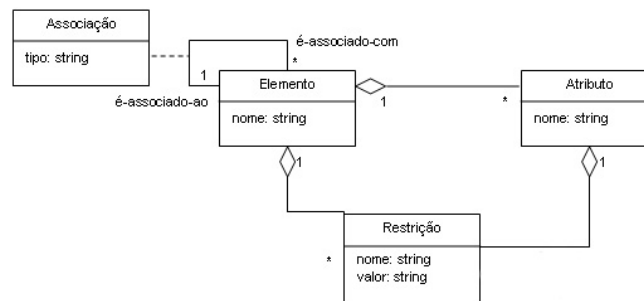 Associação
tipo: string
é-associado-com
*
1
é-associado-ao
Elemento
nome: string
1
*
Atributo
nome: string
1
1
Restrição
*
nome: string
valor: string